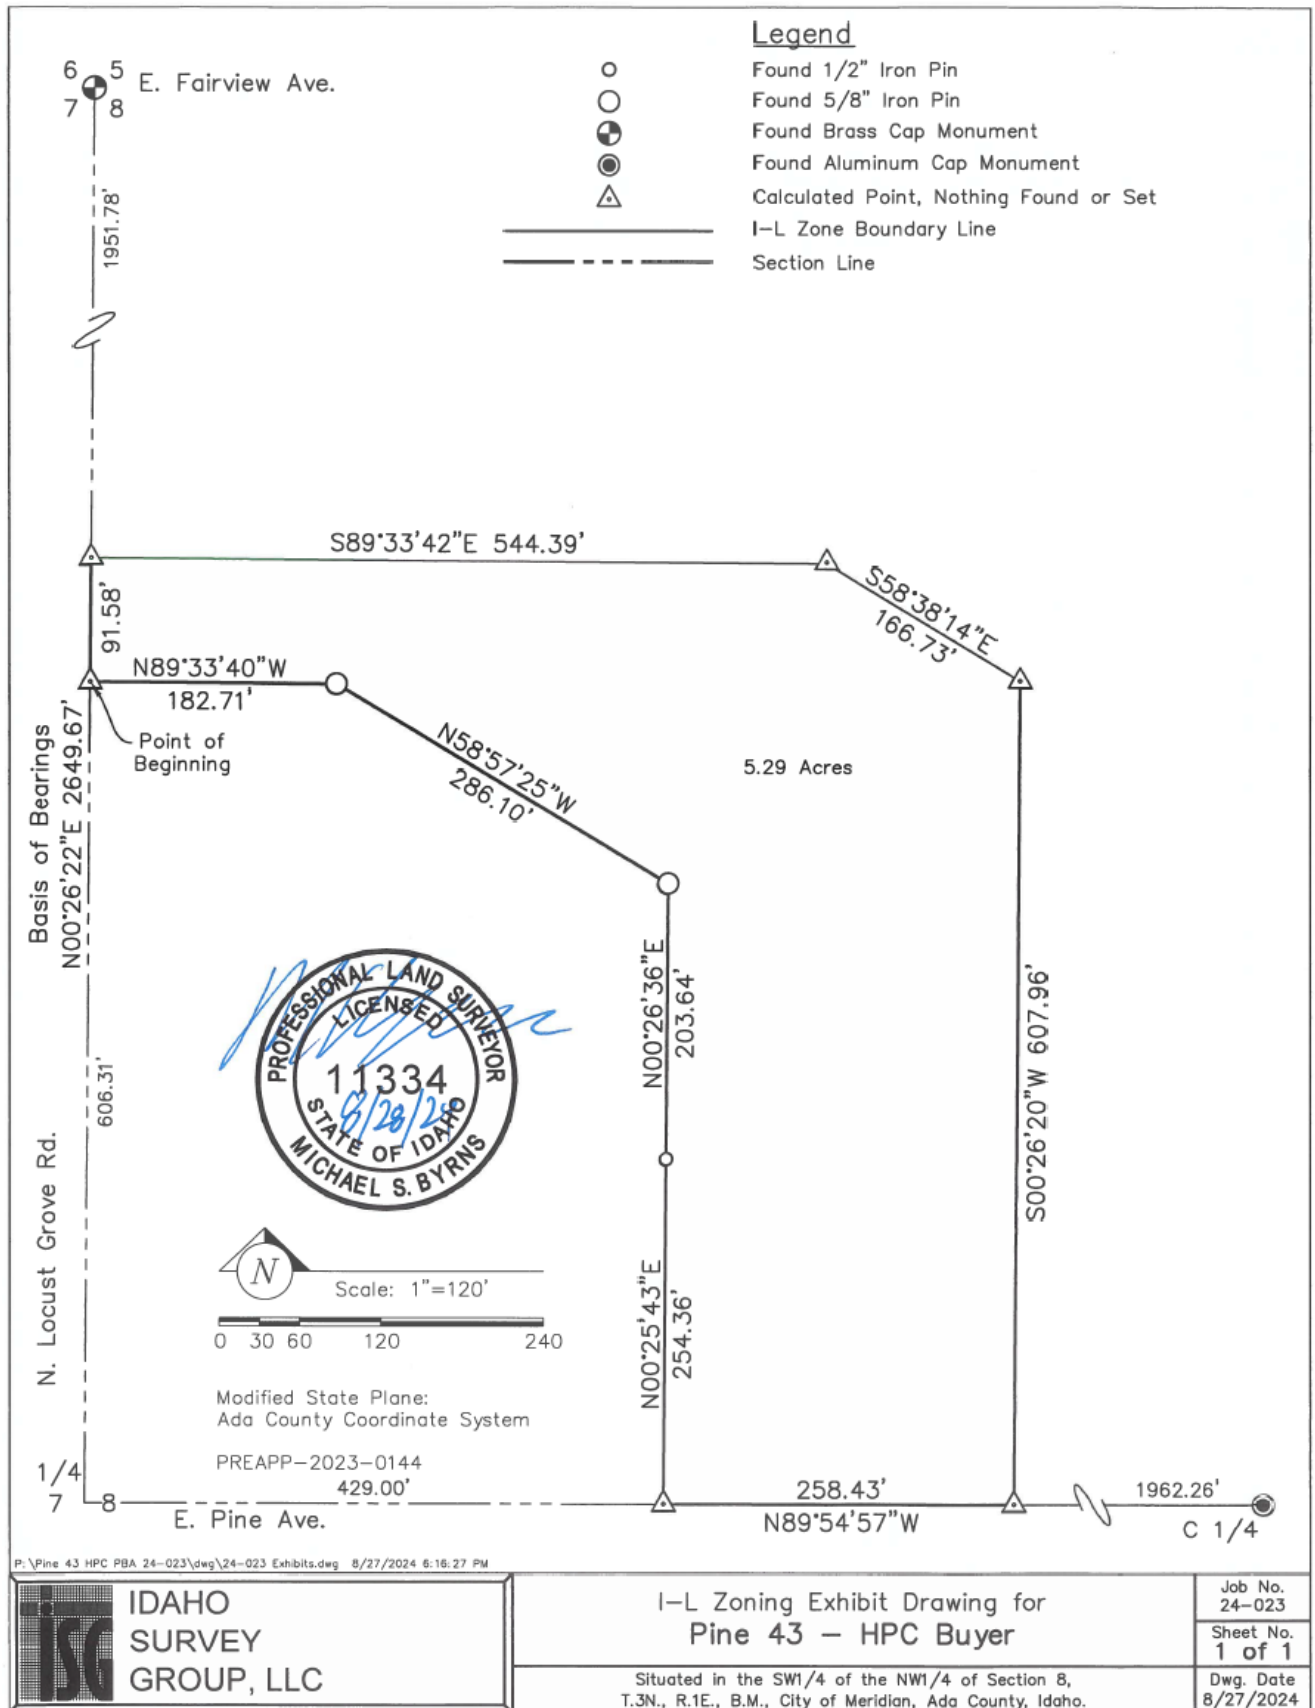 Legend
Found 1/2" Iron Pin
Found 5/8" Iron Pin
Found Brass Cap Monument
Found Aluminum Cap Monument
Calculated Point, Nothing Found or Set
I-L Zone Boundary Line
Section Line
6 5
7 8
E. Fairview Ave.
1951.78'
S89°33'42"E 544.39'
S58°38'14"E
166.73'
91.58'
N89°33'40"W
182.71'
Point of
Beginning
N58°57'25"W
286.10'
5.29 Acres
Basis of Bearings
N00°26'22"E 2649.67'
606.31'
N. Locust Grove Rd.
N00°26'36"E
203.64'
S00°26'20"W 607.96'
N00°25'43"E
254.36'
PROFESSIONAL LAND SURVEYOR
LICENSED
11334
STATE OF IDAHO
MICHAEL S. BYRNS
N
Scale: 1"=120'
0 30 60 120 240
Modified State Plane:
Ada County Coordinate System
PREAPP-2023-0144
1/4
7 8
429.00'
E. Pine Ave.
258.43'
N89°54'57"W
1962.26'
C 1/4
P:\Pine 43 HPC PBA 24-023\dwg\24-023 Exhibits.dwg 8/27/2024 6:16:27 PM
ISG
IDAHO
SURVEY
GROUP, LLC
I-L Zoning Exhibit Drawing for
Pine 43 - HPC Buyer
Situated in the SW1/4 of the NW1/4 of Section 8,
T.3N., R.1E., B.M., City of Meridian, Ada County, Idaho.
Job No.
24-023
Sheet No.
1 of 1
Dwg. Date
8/27/2024